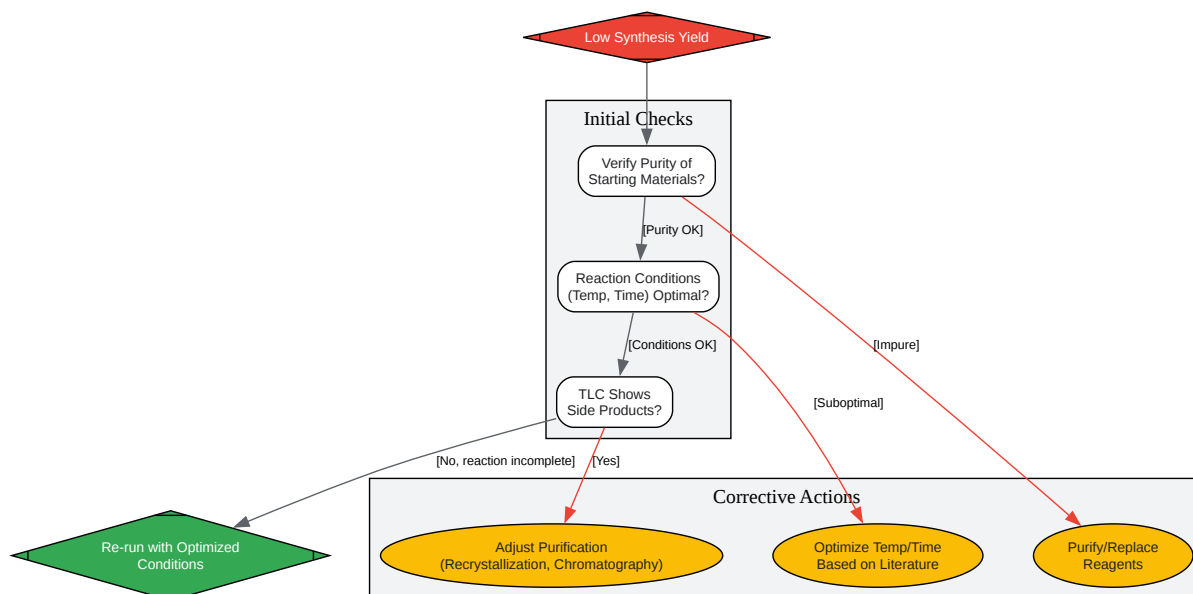 Low Synthesis Yield
Initial Checks
Verify Purity of
Starting Materials?
[Purity OK]
Reaction Conditions
(Temp, Time) Optimal?
[Conditions OK]
[Impure]
TLC Shows
Side Products?
[Suboptimal]
[No, reaction incomplete]
[Yes]
Corrective Actions
Re-run with Optimized
Conditions
Adjust Purification
(Recrystallization, Chromatography)
Optimize Temp/Time
Based on Literature
Purify/Replace
Reagents